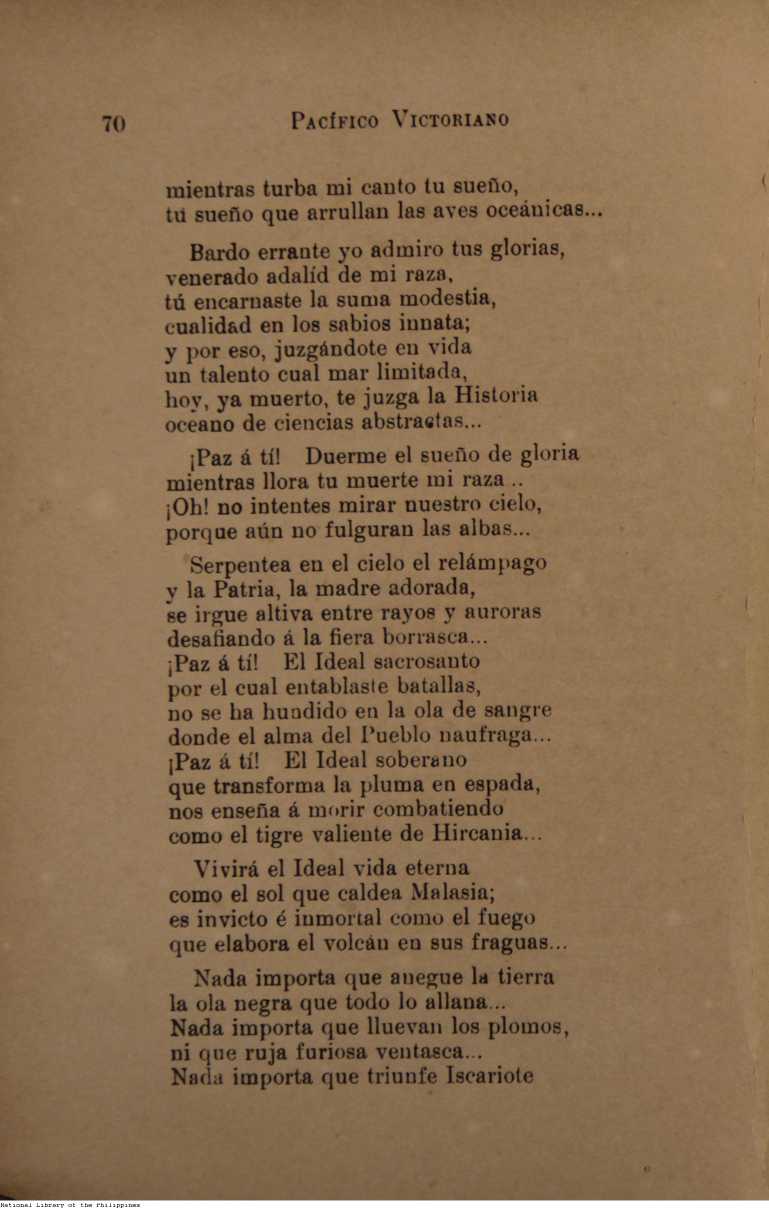 70
Pacífico Victoriano
mientras turba mi canto tu sueño,
tú sueño que arrullan las aves oceánicas...
Bardo errante yo admiro tus glorias,
venerado adalíd de mi raza,
tú encarnaste la suma modestia,
cualidad en los sabios innata;
y por eso, juzgándote en vida
un talento cual mar limitada,
hoy, ya muerto, te juzga la Historia
océano de ciencias abstractas...
¡Paz á tí! Duerme el sueño de gloria
mientras llora tu muerte mi raza ..
¡Oh! no intentes mirar nuestro cielo,
porque aún no fulguran las albas...
Serpentea en el cielo el relámpago
y la Patria, la madre adorada,
se irgue altiva entre rayos y auroras
desafiando á la fiera borrasca...
¡Paz á tí! El Ideal sacrosanto
por el cual entablaste batallas,
no se ha hundido en la ola de sangre
donde el alma del Pueblo naufraga...
¡Paz á tí! El Ideal soberano
que transforma la pluma en espada,
nos enseña á morir combatiendo
como el tigre valiente de Hircania...
Vivirá el Ideal vida eterna
como el sol que caldea Malasia;
es invicto é inmortal como el fuego
que elabora el volcán en sus fraguas...
Nada importa que anegue la tierra
la ola negra que todo lo allana...
Nada importa que lluevan los plomos,
ni que ruja furiosa ventasca...
Nada importa que triunfe Iscariote
National Library of the Philippines